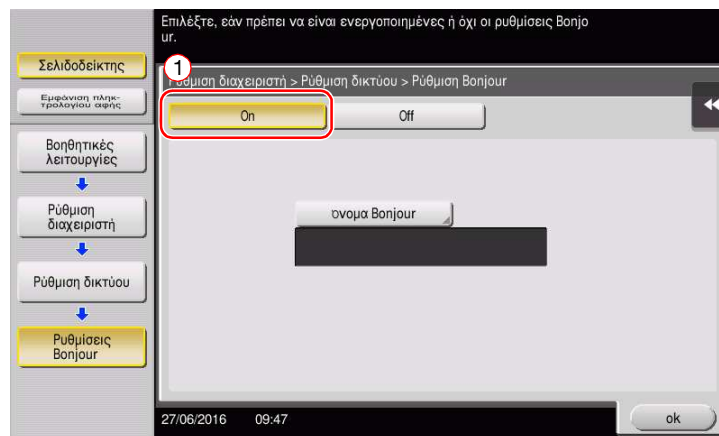 Επιλέξτε, εάν πρέπει να είναι ενεργοποιημένες ή όχι οι ρυθμίσεις Bonjo
ur.
Σελιδοδείκτης
1
Ρύθμιση διαχειριστή > Ρύθμιση δικτύου > Ρύθμιση Bonjour
Εμφάνιση πληκ-
τρολογίου αφής
On
Off
Βοηθητικές
λειτουργίες
Ρύθμιση
διαχειριστή
όνομα Bonjour
Ρύθμιση δικτύου
Ρυθμίσεις
Bonjour
27/06/2016 09:47
ok